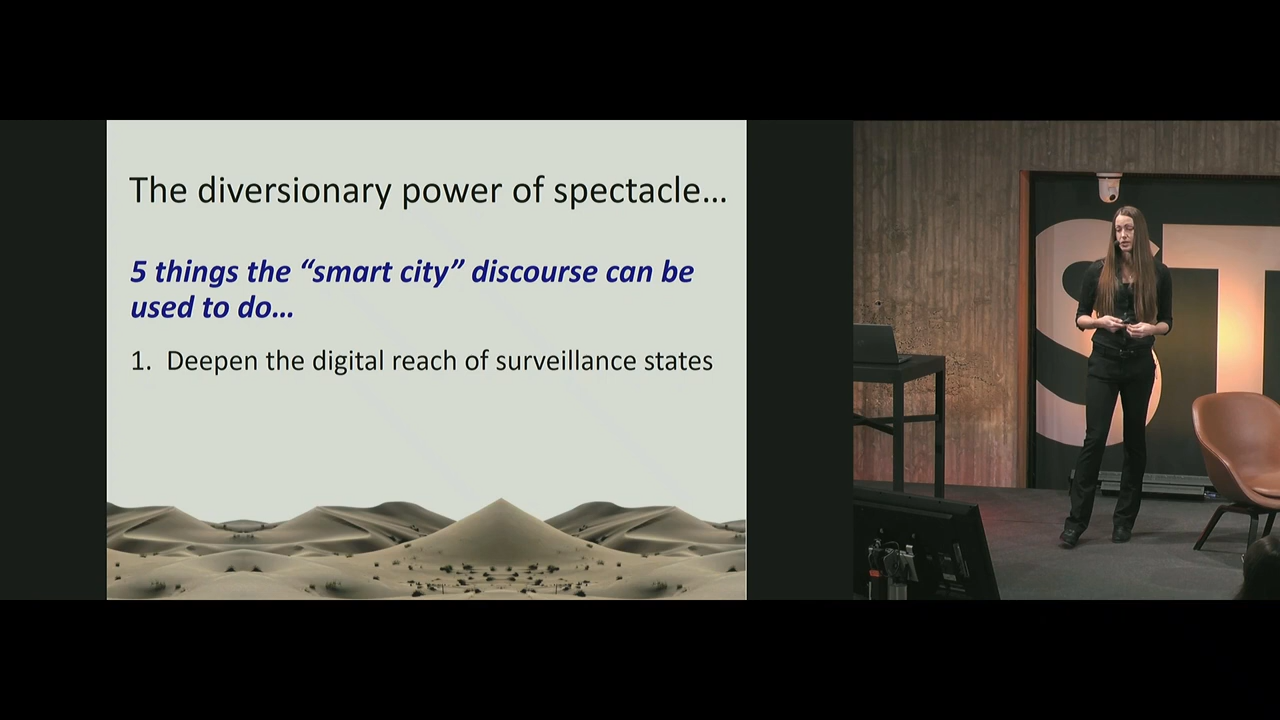 The diversionary power of spectacle...
5 things the “smart city” discourse can be
used to do...
1. Deepen the digital reach of surveillance states
ST